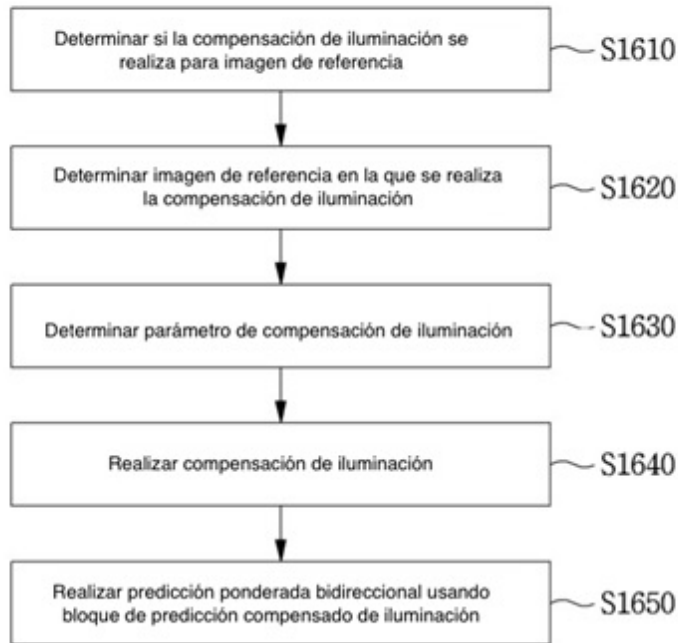 Determinar si la compensación de iluminación se
realiza para imagen de referencia
S1610
Determinar imagen de referencia en la que se realiza
la compensación de iluminación
S1620
Determinar parámetro de compensación de iluminación
S1630
Realizar compensación de iluminación
S1640
Realizar predicción ponderada bidireccional usando
bloque de predicción compensado de iluminación
S1650